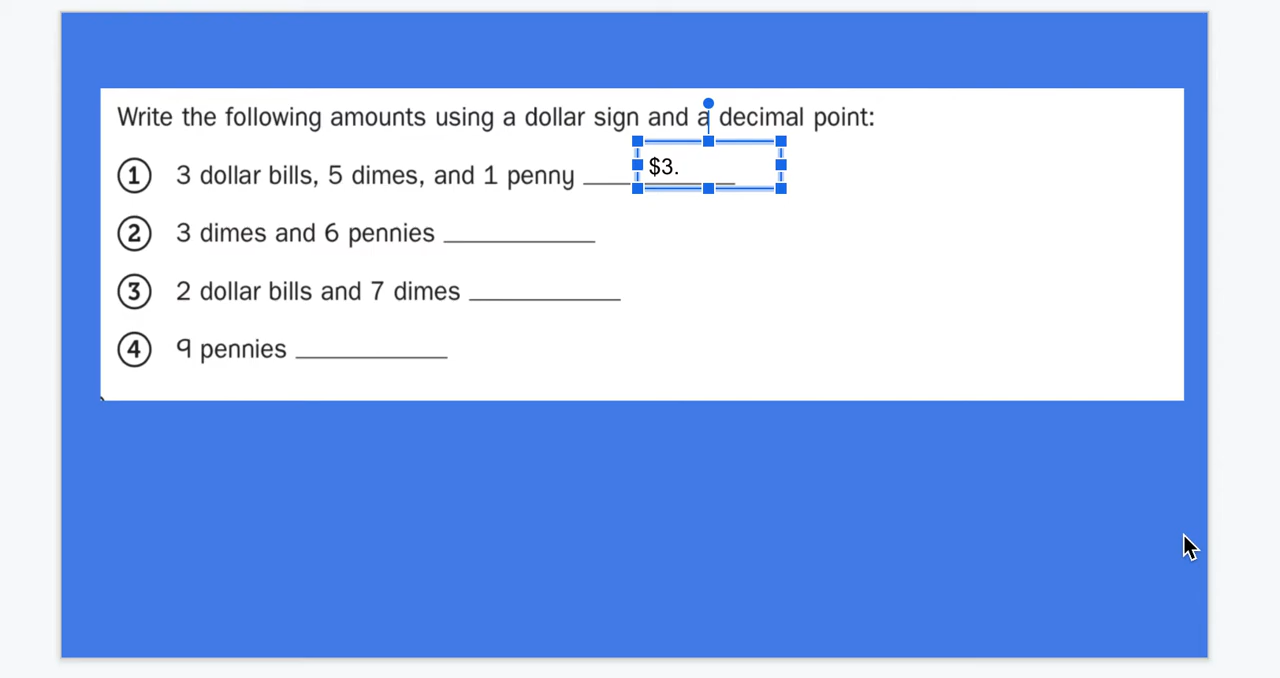 Write the following amounts using a dollar sign and a decimal point:
1 3 dollar bills, 5 dimes, and 1 penny $3.
2 3 dimes and 6 pennies
3 2 dollar bills and 7 dimes
4 9 pennies